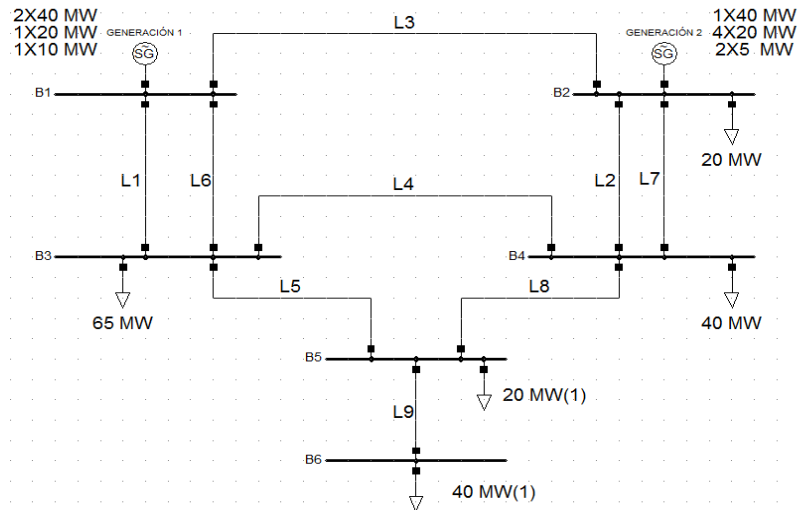 2X40 MW
1X20 MW
1X10 MW
GENERACIÓN 1
SG
L3
1X40 MW
4X20 MW
2X5 MW
GENERACIÓN 2
SG
B1
B2
20 MW
L1
L6
L4
L2
L7
B3
B4
65 MW
L5
L8
40 MW
B5
20 MW(1)
L9
B6
40 MW(1)